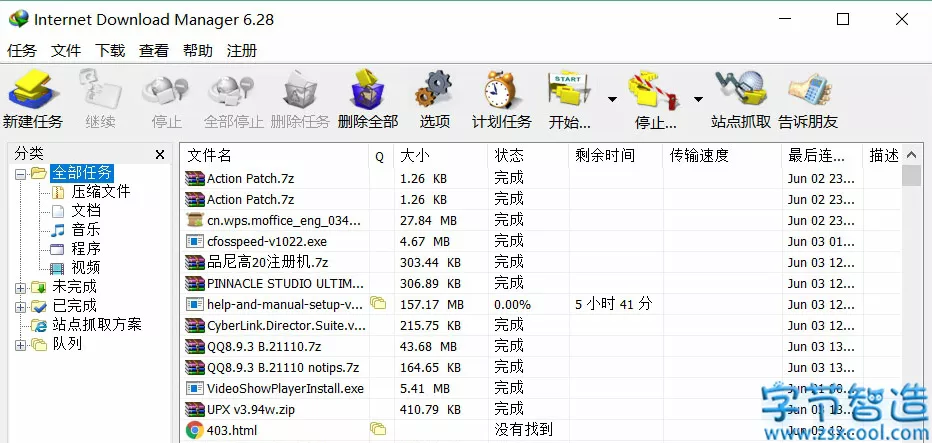 Internet Download Manager 6.28
任务 文件 下载 查看 帮助 注册
新建任务 继续 停止 全部停止 删除任务 删除全部 选项 计划任务 START 开始... 停止... 站点抓取 告诉朋友
分类
全部任务
压缩文件
文档
音乐
程序
视频
未完成
已完成
站点抓取方案
队列
文件名 Q 大小 状态 剩余时间 传输速度 最后连... 描述
Action Patch.7z 1.26 KB 完成 Jun 02 23...
Action Patch.7z 1.26 KB 完成 Jun 02 23...
cn.wps.moffice_eng_034... 27.84 MB 完成 Jun 02 23...
cfosspeed-v1022.exe 4.67 MB 完成 Jun 03 01...
品尼高20注册机.7z 303.44 KB 完成 Jun 03 12...
PINNACLE STUDIO ULTIM... 306.89 KB 完成 Jun 03 12...
help-and-manual-setup-v... 157.17 MB 0.00% 5 小时 41 分 Jun 03 12...
CyberLink.Director.Suite.v... 215.75 KB 完成 Jun 03 12...
QQ8.9.3 B.21110.7z 43.68 MB 完成 Jun 03 13...
QQ8.9.3 B.21110 notips.7z 164.65 KB 完成 Jun 03 13...
VideoShowPlayerInstall.exe 5.41 MB 完成 Jun
UPX v3.94w.zip 410.79 KB 完成 Jun 03 13...
403.html 没有找到 Jun 03
字节智造
www.zsxcool.com